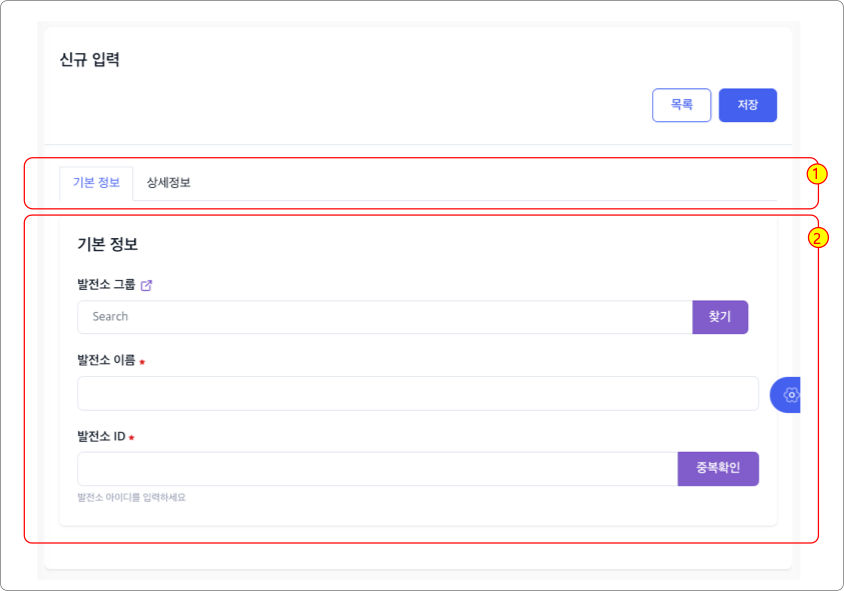 신규 입력
목록 저장
기본 정보 상세정보
1
2
기본 정보
발전소 그룹
Search 찾기
발전소 이름 *
발전소 ID *
중복확인
발전소 아이디를 입력하세요